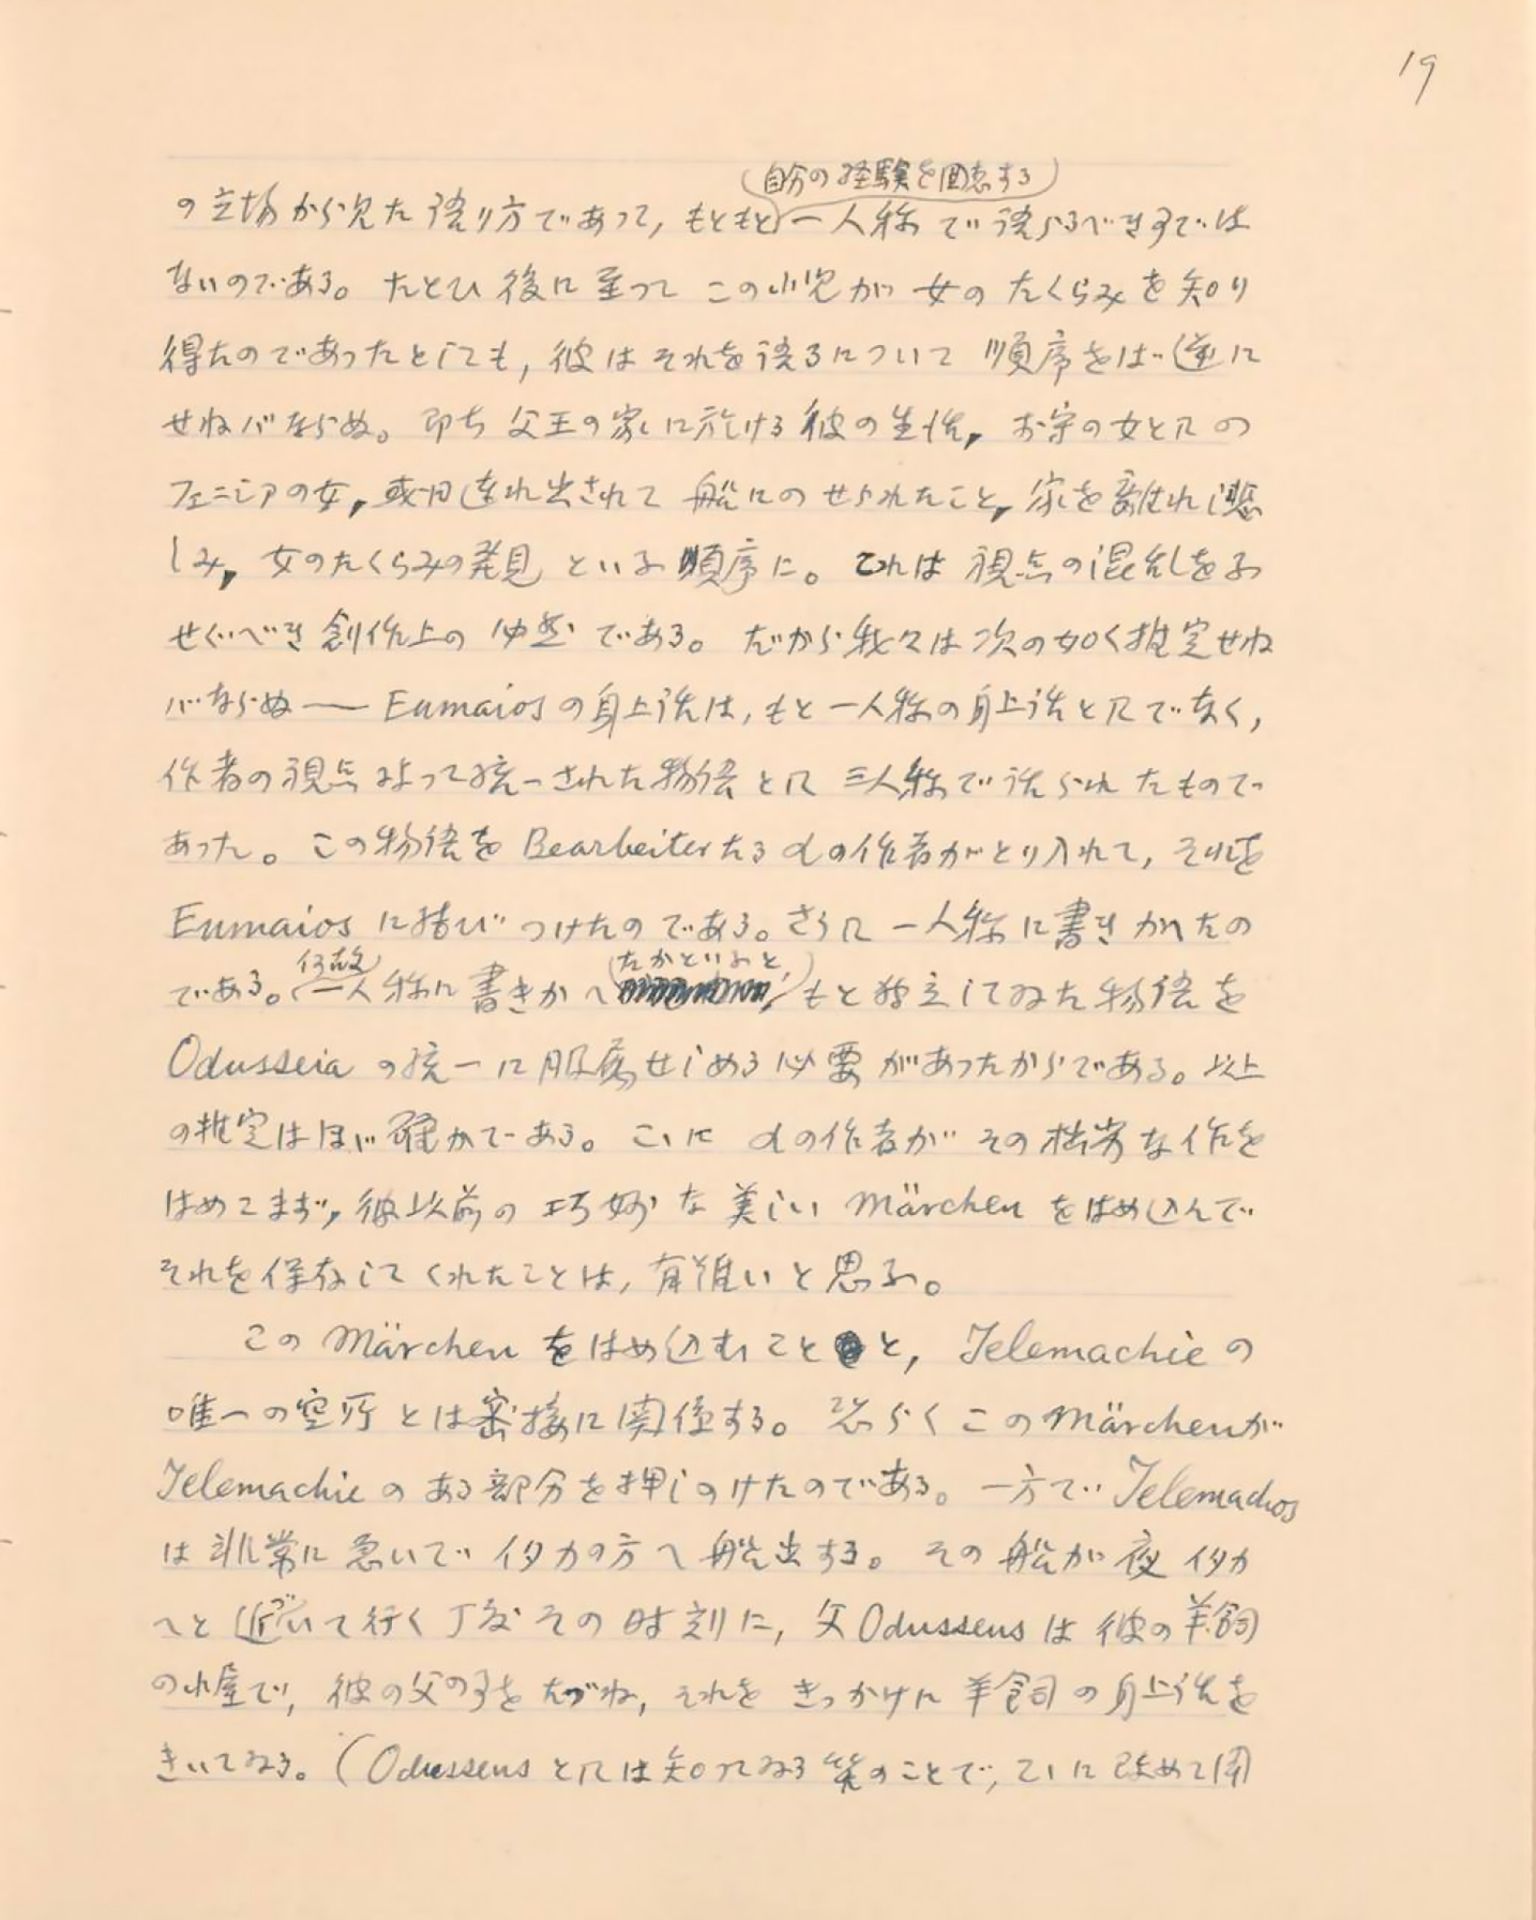 19
自分の経験を回想する
の立場から見た語り方であって, もともと一人称で語らるべきすではないのである。
たとひ後に至ってこの小児が女のたくらみを知り
得たのであったとしても, 彼はそれを語るについて順序をば逆に
せねバならぬ。即ち父王の家に於ける彼の生活, お守の女としての
フェニシアの女, 或日連れ出されて船にのせられたこと, 家を離れし悲
しみ, 女のたくらみの発見といふ順序に。これは視点の混乱をふ
せぐべき創作上の必然である。だから我々は次の如く推定せね
バならぬ―― Eumaiosの身上話は, もと一人称の身上話としてでなく,
作者の視点によって統一された物語として三人称で話られたもので
あった。この物語をBearbeiterたるαの作者がとり入れて, それを
Eumaiosに結びつけたのである。さらに一人称に書きかへたの
何故 たかといふと,
である。一人称に書きかへ もと独立してゐた物語を
Odusseiaの統一に服属せしめる必要があったからである。以上
の推定はほゞ確かである。こゝにαの作者がその拙劣な作を
はめてまず, 彼以前の巧妙な美しいMärchenをはめ込んで
それを保存してくれたことは, 有難いと思ふ。
このMärchenをはめ込むことと, Telemachieの
唯一の空所とは密接に関係する。恐らくこのMärchenが
Telemachieのある部分を押しのけたのである。一方でTelemachos
は非常に急いでイタカの方へ船出する。その船が夜イタカ
へと近づいて行く丁度その時刻に, 父Odusseusは彼の羊飼
の小屋で, 彼の父のすをたづね, それをきっかけに羊飼の身上話を
きいてゐる。(Odusseusとしては知ってゐる筈のことで, こゝに改めて聞